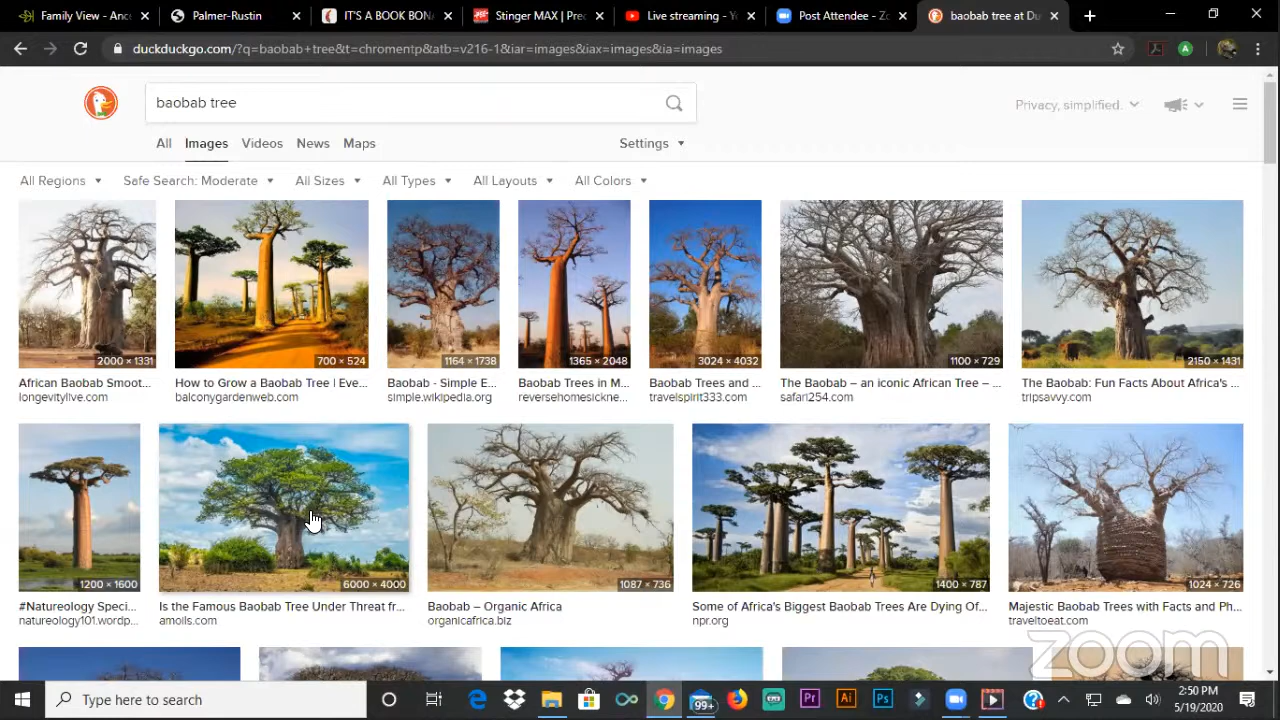 Family View - Ance
Palmer-Rustin
IT'S A BOOK BONA
Stinger MAX | Prec
Live streaming - Yo
Post Attendee - Zo
baobab tree at Du
duckduckgo.com/?q=baobab+tree&t=chromentp&atb=v216-1&iar=images&iax=images&ia=images
baobab tree
Privacy, simplified.
All Images Videos News Maps Settings
All Regions Safe Search: Moderate All Sizes All Types All Layouts All Colors
2000 × 1331
700 × 524
1164 × 1738
1365 × 2048
3024 × 4032
1100 × 729
2150 × 1431
African Baobab Smoot...
longevitylive.com
How to Grow a Baobab Tree | Eve...
balconygardenweb.com
Baobab - Simple E...
simple.wikipedia.org
Baobab Trees in M...
reversehomesickne...
Baobab Trees and ...
travelspirit333.com
The Baobab – an iconic African Tree – ...
safari254.com
The Baobab: Fun Facts About Africa's ...
tripsavvy.com
1200 × 1600
6000 × 4000
1087 × 736
1400 × 787
1024 × 726
#Natureology Speci...
natureology101.wordp...
Is the Famous Baobab Tree Under Threat fr...
amoils.com
Baobab – Organic Africa
organicafrica.biz
Some of Africa's Biggest Baobab Trees Are Dying Of...
npr.org
Majestic Baobab Trees with Facts and Ph...
traveltoeat.com
zoom
Type here to search
99+
Pr
Ai
Ps
2:50 PM
5/19/2020